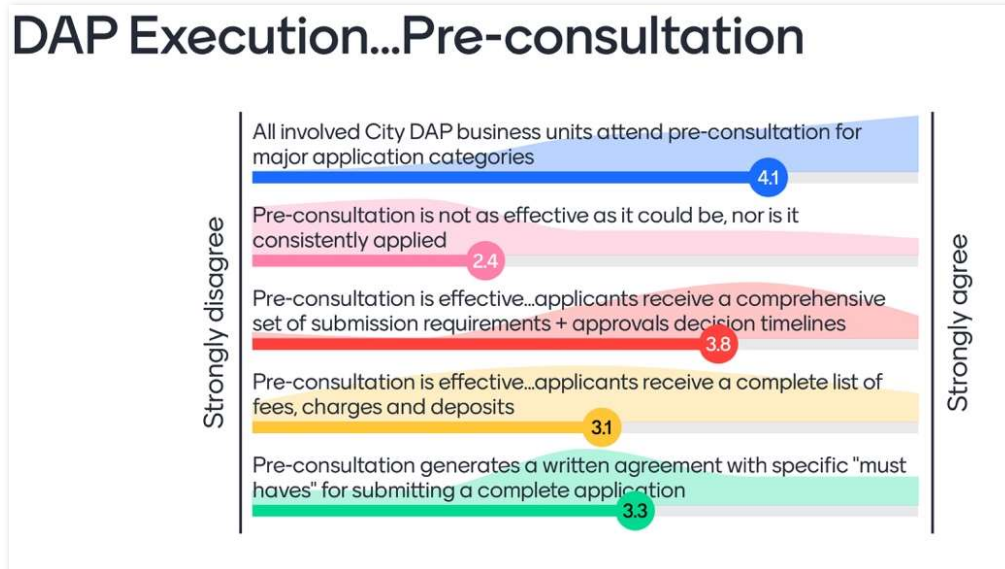 DAP Execution...Pre-consultation
Strongly disagree
All involved City DAP business units attend pre-consultation for
major application categories
4.1
Pre-consultation is not as effective as it could be, nor is it
consistently applied
2.4
Pre-consultation is effective...applicants receive a comprehensive
set of submission requirements + approvals decision timelines
3.8
Pre-consultation is effective...applicants receive a complete list of
fees, charges and deposits
3.1
Pre-consultation generates a written agreement with specific "must
haves" for submitting a complete application
3.3
Strongly agree